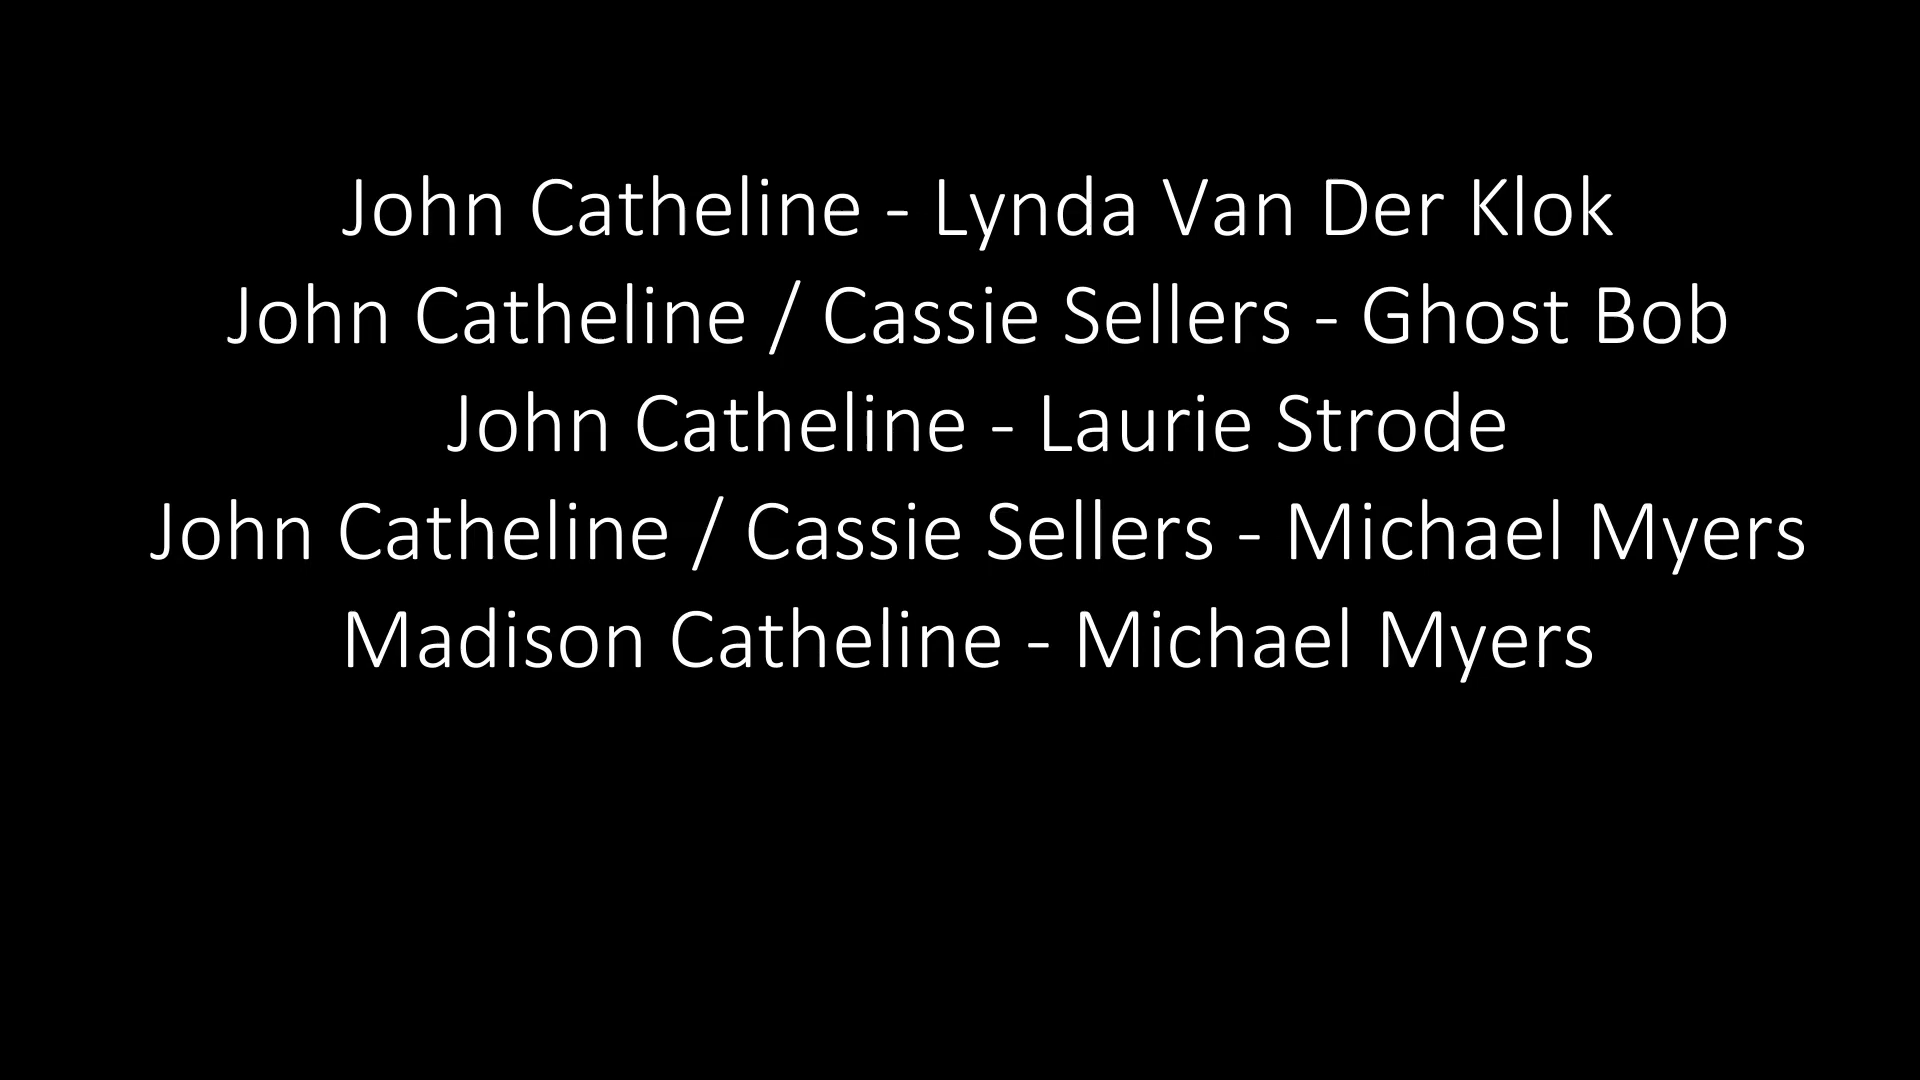 John Catheline - Lynda Van Der Klok
John Catheline / Cassie Sellers - Ghost Bob
John Catheline - Laurie Strode
John Catheline / Cassie Sellers - Michael Myers
Madison Catheline - Michael Myers